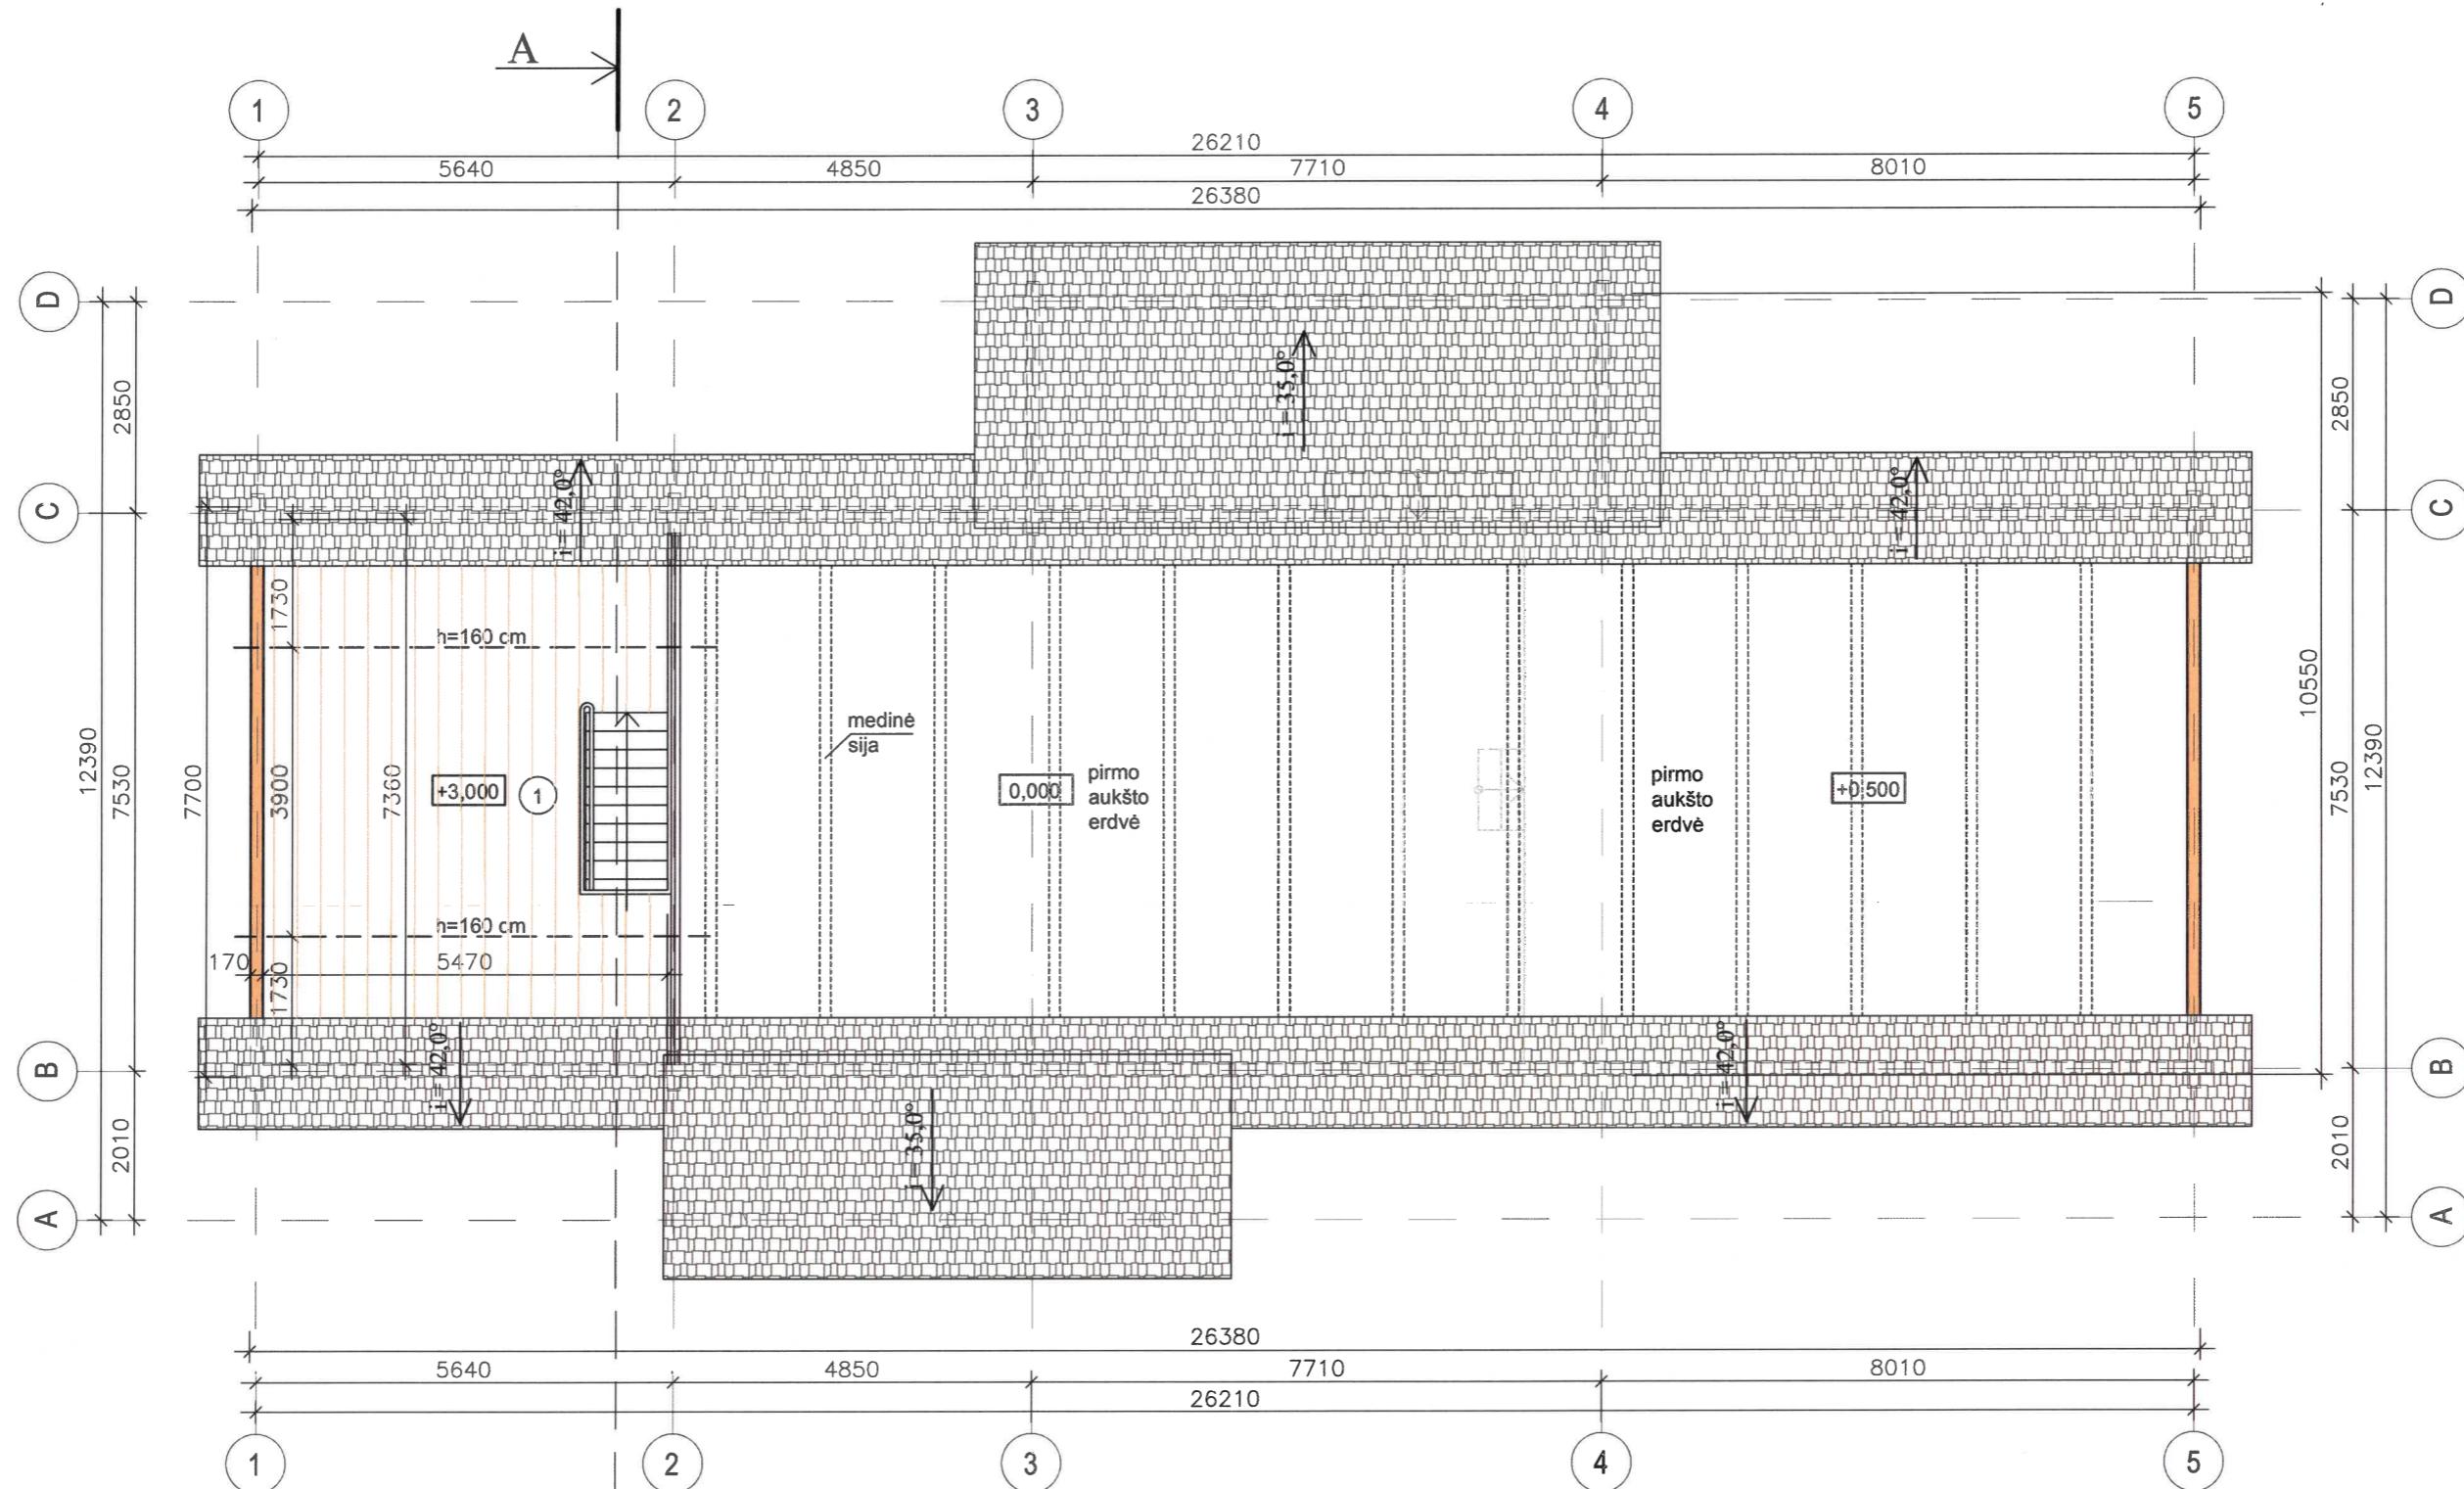 A
1 2 3 4 5
26210
5640 4850 7710 8010
26380
D D
i= 35,0°
2850 2850
i= 42,0° i= 42,0°
C C
1730
h=160 cm
10550
medinė
sija
12390 7530 7700 3900 7360
+3,000 1
0,000
pirmo
aukšto
erdvė
pirmo
aukšto
erdvė
+0,500
7530 12390
h=160 cm
170 5470
1730
i= 42,0° i= 42,0°
B B
i= 35,0°
2010 2010
A A
26380
5640 4850 7710 8010
26210
1 2 3 4 5